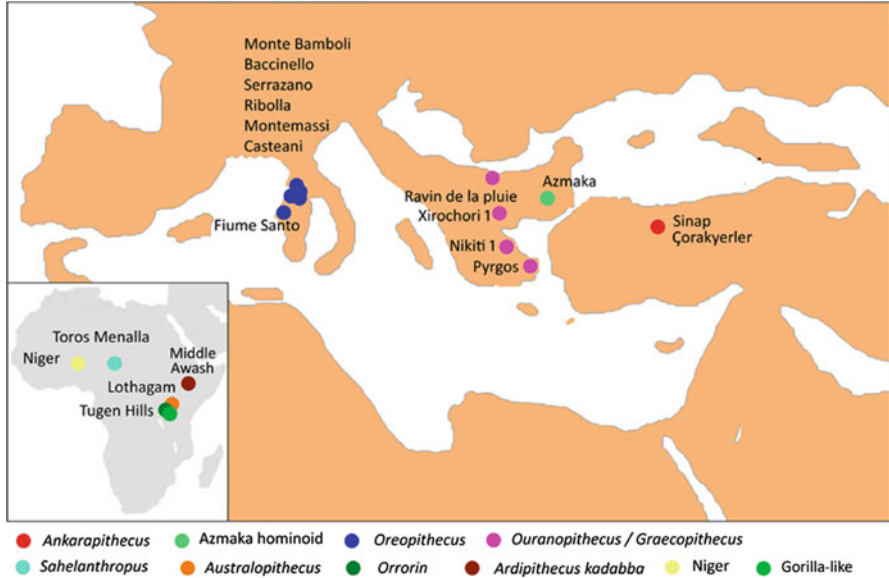 Monte Bamboli
Baccinello
Serrazano
Ribolla
Montemassi
Casteani
Fiume Santo
Ravin de la pluie
Xirochori 1
Azmaka
Nikiti 1
Pyrgos
Sinap
Çorakyerler
Toros Menalla
Niger
Middle
Awash
Lothagam
Tugen Hills
Ankarapithecus
Azmaka hominoid
Oreopithecus
Ouranopithecus / Graecopithecus
Sahelanthropus
Australopithecus
Orrorin
Ardipithecus kadabba
Niger
Gorilla-like